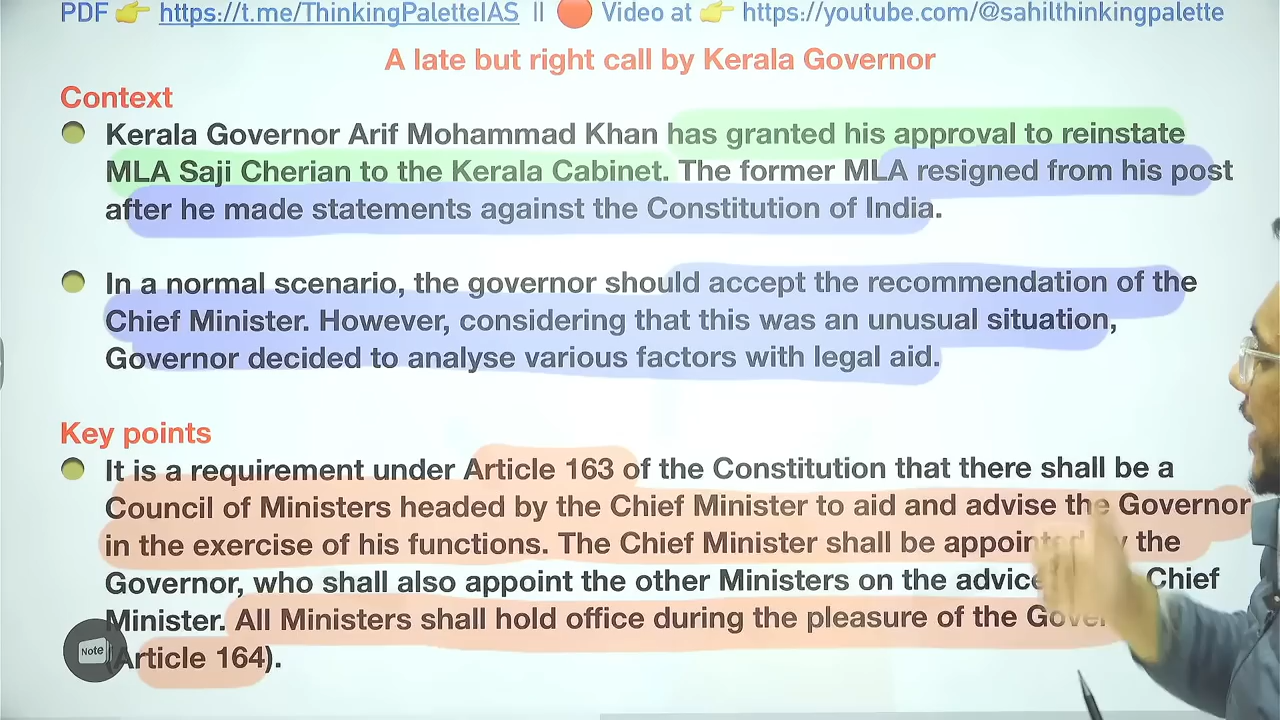 PDF 👉 https://t.me/ThinkingPaletteIAS || 🔴 Video at 👉 https://youtube.com/@sahilthinkingpalette
A late but right call by Kerala Governor
Context
Kerala Governor Arif Mohammad Khan has granted his approval to reinstate
MLA Saji Cherian to the Kerala Cabinet. The former MLA resigned from his post
after he made statements against the Constitution of India.
In a normal scenario, the governor should accept the recommendation of the
Chief Minister. However, considering that this was an unusual situation,
Governor decided to analyse various factors with legal aid.
Key points
It is a requirement under Article 163 of the Constitution that there shall be a
Council of Ministers headed by the Chief Minister to aid and advise the Governor
in the exercise of his functions. The Chief Minister shall be appointed by the
Governor, who shall also appoint the other Ministers on the advice Chief
Minister. All Ministers shall hold office during the pleasure of the
(Article 164).
Note